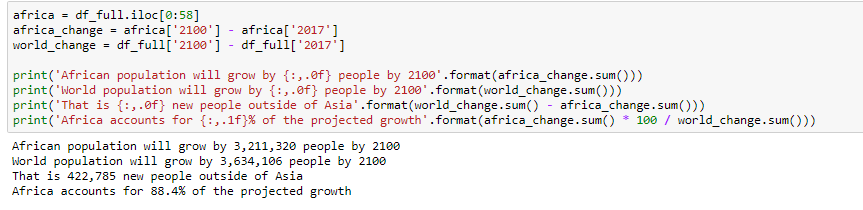 africa = df_full.iloc[0:58]
africa_change = africa['2100'] - africa['2017']
world_change = df_full['2100'] - df_full['2017']
print('African population will grow by {:,.0f} people by 2100'.format(africa_change.sum()))
print('World population will grow by {:,.0f} people by 2100'.format(world_change.sum()))
print('That is {:,.0f} new people outside of Asia'.format(world_change.sum() - africa_change.sum()))
print('Africa accounts for {:,.1f}% of the projected growth'.format(africa_change.sum() * 100 / world_change.sum()))
African population will grow by 3,211,320 people by 2100
World population will grow by 3,634,106 people by 2100
That is 422,785 new people outside of Asia
Africa accounts for 88.4% of the projected growth